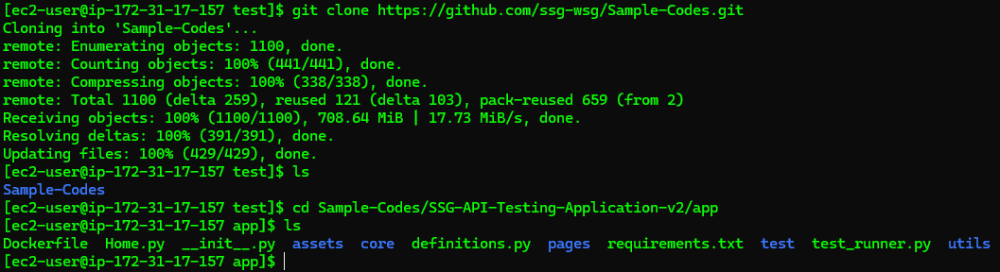 [ec2-user@ip-172-31-17-157 test]$ git clone https://github.com/ssg-wsg/Sample-Codes.git
Cloning into 'Sample-Codes'...
remote: Enumerating objects: 1100, done.
remote: Counting objects: 100% (441/441), done.
remote: Compressing objects: 100% (338/338), done.
remote: Total 1100 (delta 259), reused 121 (delta 103), pack-reused 659 (from 2)
Receiving objects: 100% (1100/1100), 708.64 MiB | 17.73 MiB/s, done.
Resolving deltas: 100% (391/391), done.
Updating files: 100% (429/429), done.
[ec2-user@ip-172-31-17-157 test]$ ls
Sample-Codes
[ec2-user@ip-172-31-17-157 test]$ cd Sample-Codes/SSG-API-Testing-Application-v2/app
[ec2-user@ip-172-31-17-157 app]$ ls
Dockerfile  Home.py  __init__.py  assets  core  definitions.py  pages  requirements.txt  test  test_runner.py  utils
[ec2-user@ip-172-31-17-157 app]$